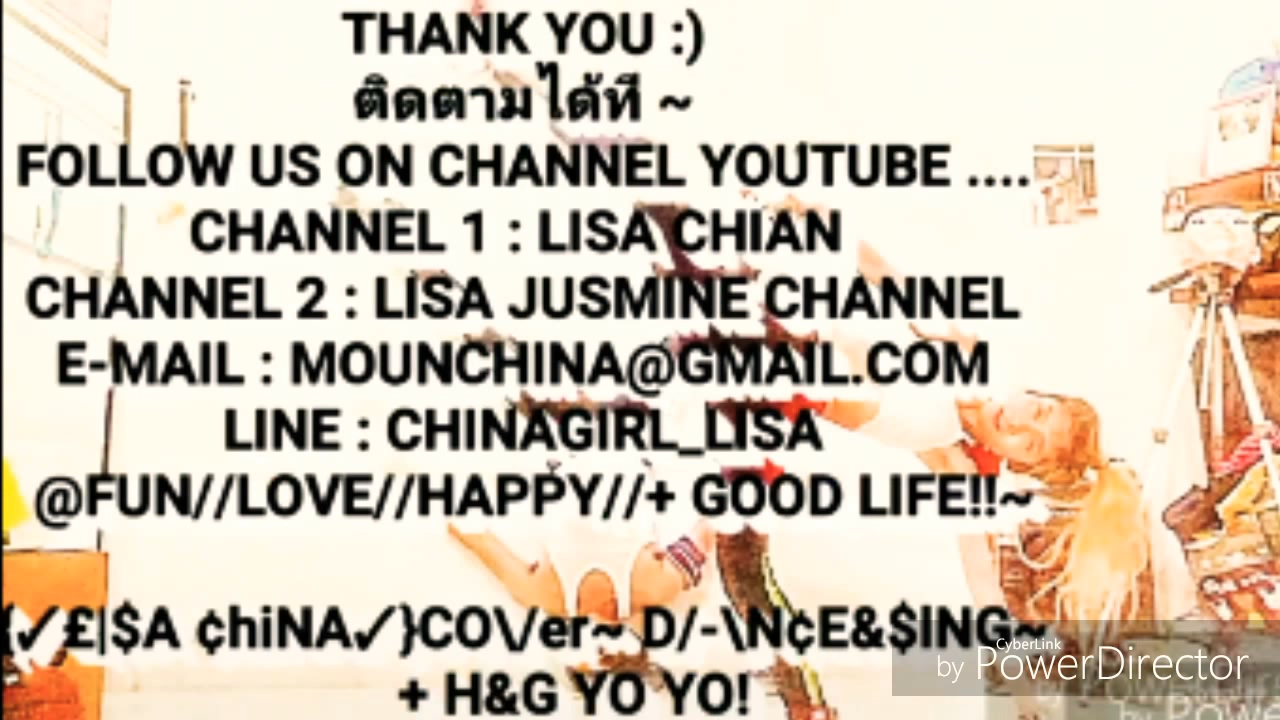 THANK YOU :)
ติดตามได้ที่ ~
FOLLOW US ON CHANNEL YOUTUBE ....
CHANNEL 1 : LISA CHIAN
CHANNEL 2 : LISA JUSMINE CHANNEL
E-MAIL : MOUNCHINA@GMAIL.COM
LINE : CHINAGIRL_LISA
@FUN//LOVE//HAPPY//+ GOOD LIFE!!~
{✓£|$A ¢hiNA✓}CO\/er~ D/-\N¢E&$ING~
+ H&G YO YO!
CyberLink
by PowerDirector